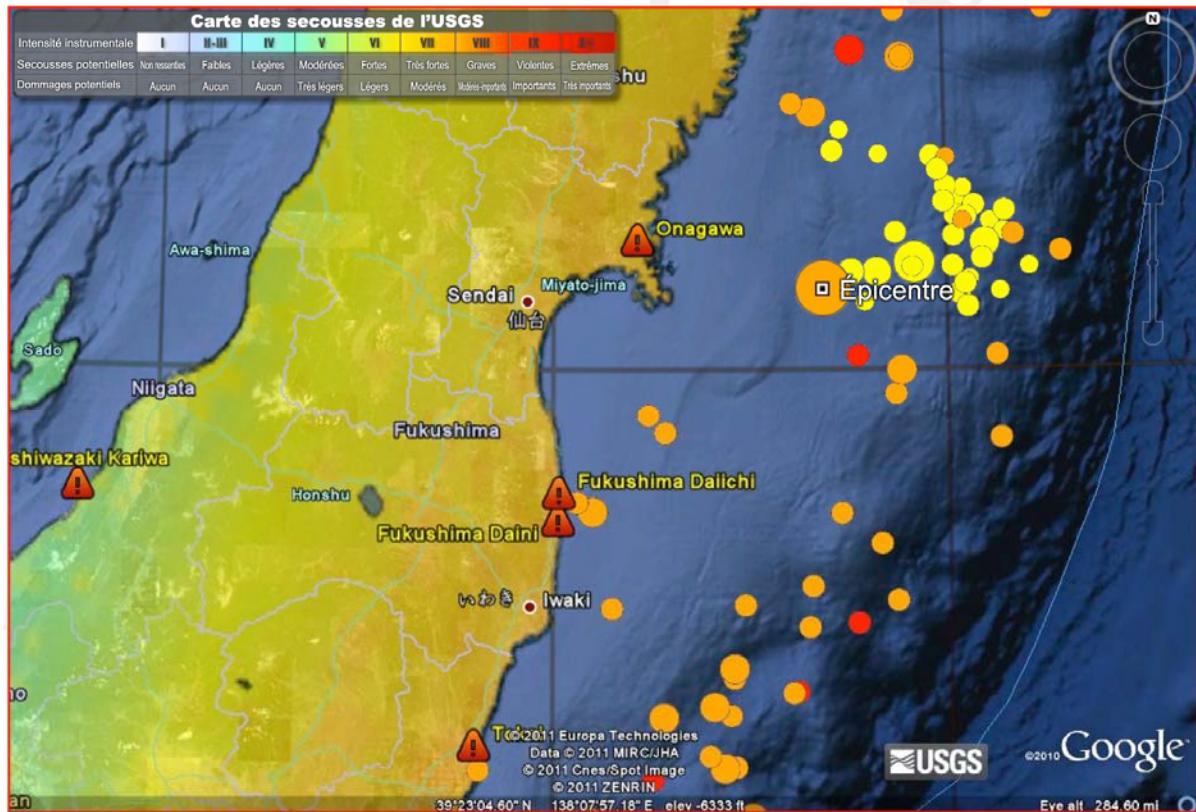 Carte des secousses de l'USGS
Intensité instrumentale I II-III IV V VI VII VIII IX X+
Secousses potentielles Non ressenties Faibles Légères Modérées Fortes Très fortes Graves Violentes Extrêmes
Dommages potentiels Aucun Aucun Aucun Très légers Légers Modérés Modérés-importants Importants Très importants
N
shu
Onagawa
Awa-shima
Miyato-jima
Sendai
仙台
Épicentre
Sado
Niigata
Fukushima
shiwazaki Kariwa
Fukushima Daiichi
Honshu
Fukushima Daini
いわき Iwaki
Tokai
© 2011 Europa Technologies
Data © 2011 MIRC/JHA
© 2011 Cnes/Spot Image
© 2011 ZENRIN
USGS
©2010 Google
39°23'04.60" N 138°07'57.18" E elev -6333 ft
Eye alt 284.60 mi